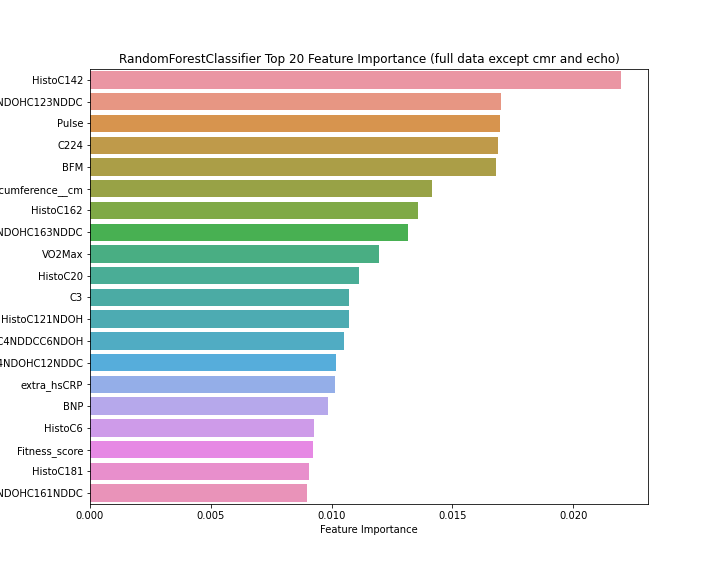 RandomForestClassifier Top 20 Feature Importance (full data except cmr and echo)
HistoC142
NDOHC123NDDC
Pulse
C224
BFM
cumference__cm
HistoC162
NDOHC163NDDC
VO2Max
HistoC20
C3
HistoC121NDOH
C4NDDCC6NDOH
4NDOHC12NDDC
extra_hsCRP
BNP
HistoC6
Fitness_score
HistoC181
NDOHC161NDDC
0.000 0.005 0.010 0.015 0.020
Feature Importance